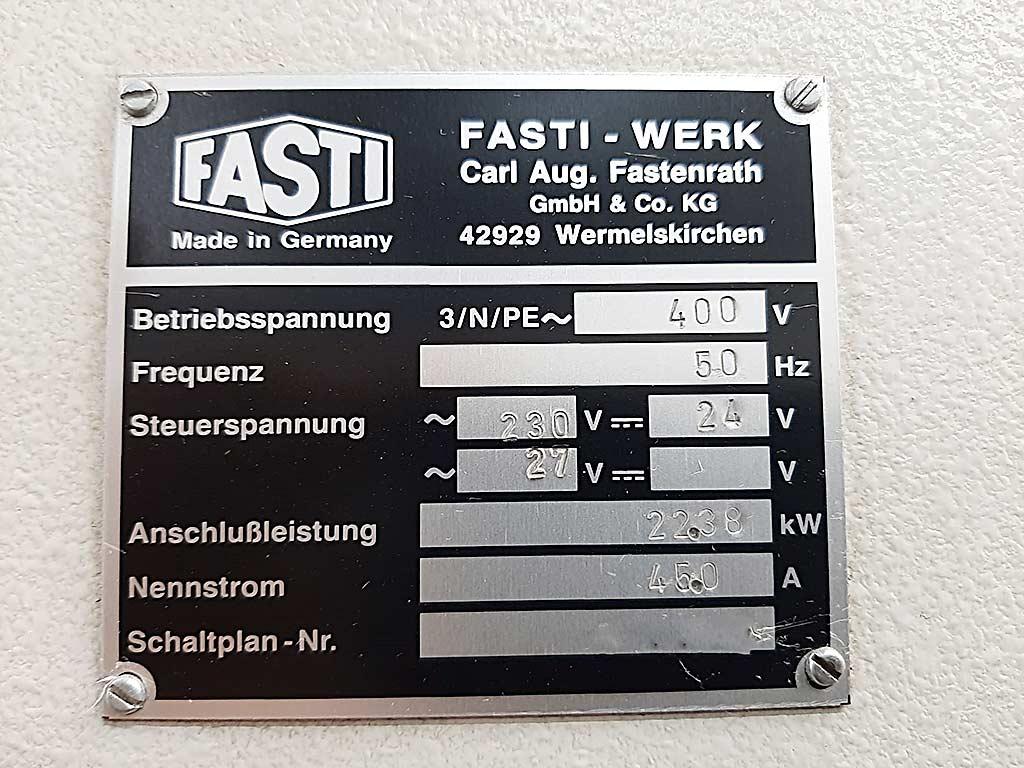 FASTI
Made in Germany
FASTI - WERK
Carl Aug. Fastenrath
GmbH & Co. KG
42929 Wermelskirchen
Betriebsspannung 3/N/PE~ 400 V
Frequenz 50 Hz
Steuerspannung ~ 230 V ⎓ 24 V
~ 27 V ⎓ V
Anschlußleistung 22.38 kW
Nennstrom 45.0 A
Schaltplan-Nr.